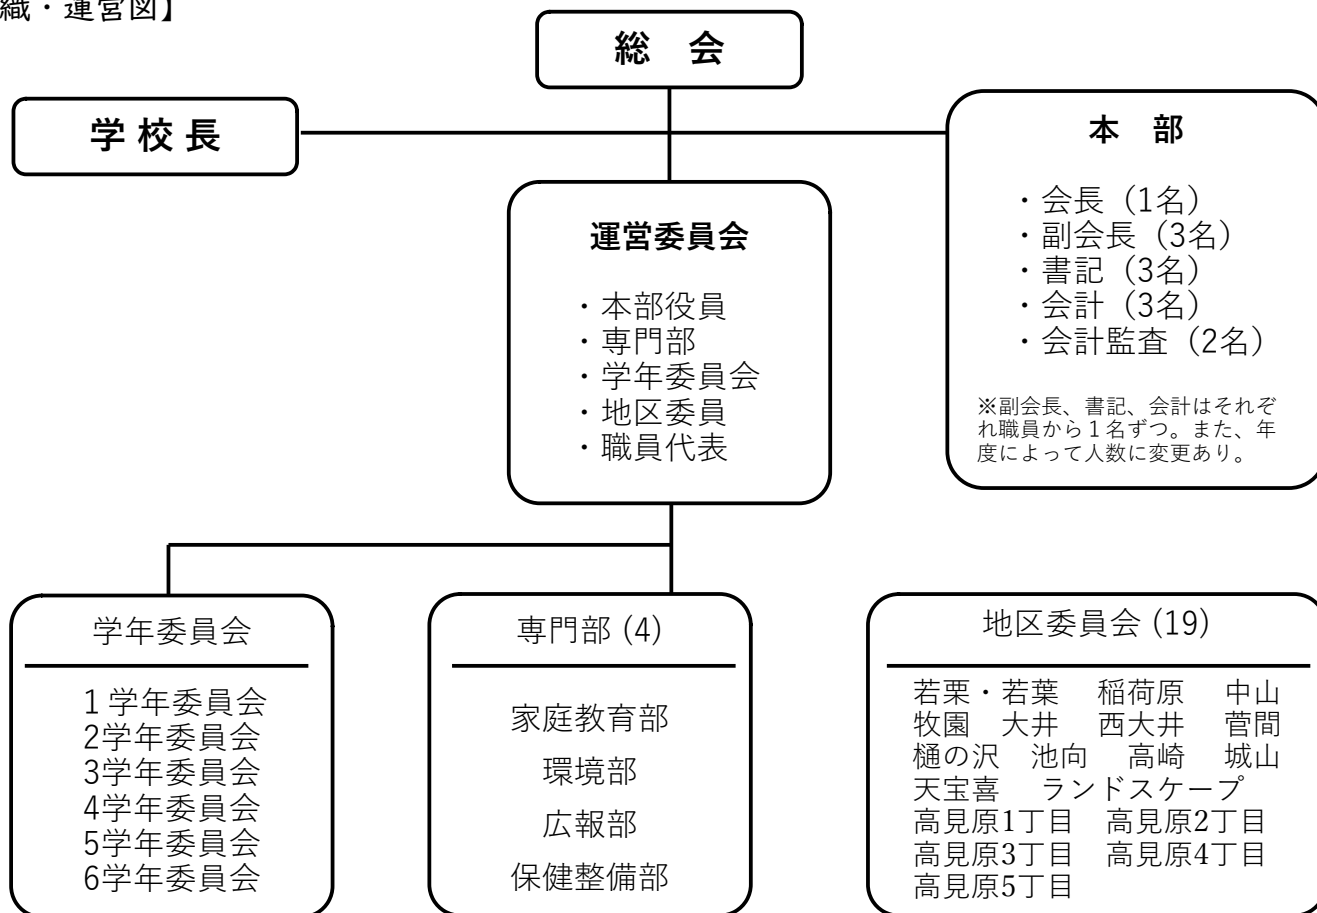 織・運営図】
総　会
学 校 長
本　部
・会長（1名）
・副会長（3名）
・書記（3名）
・会計（3名）
・会計監査（2名）
※副会長、書記、会計はそれぞ
れ職員から１名ずつ。また、年
度によって人数に変更あり。
運営委員会
・本部役員
・専門部
・学年委員会
・地区委員
・職員代表
学年委員会
1 学年委員会
2学年委員会
3学年委員会
4学年委員会
5学年委員会
6学年委員会
専門部 (4)
家庭教育部
環境部
広報部
保健整備部
地区委員会 (19)
若栗・若葉　稲荷原　中山
牧園　大井　西大井　菅間
樋の沢　池向　高崎　城山
天宝喜　ランドスケープ
高見原1丁目　高見原2丁目
高見原3丁目　高見原4丁目
高見原5丁目